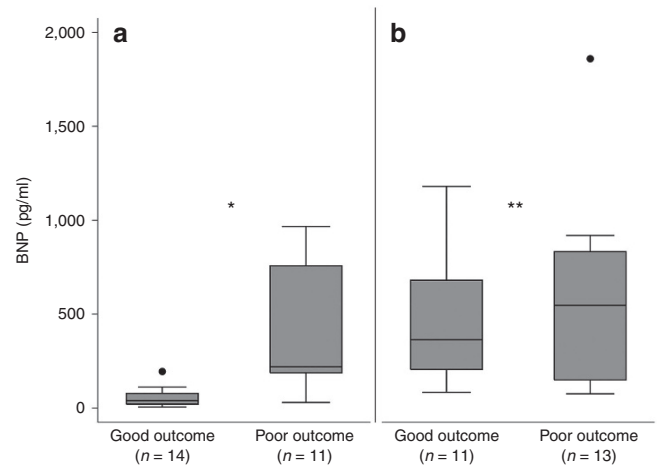 a
b
2,000
1,500
1,000
500
0
BNP (pg/ml)
*
**
Good outcome
(n = 14)
Poor outcome
(n = 11)
Good outcome
(n = 11)
Poor outcome
(n = 13)